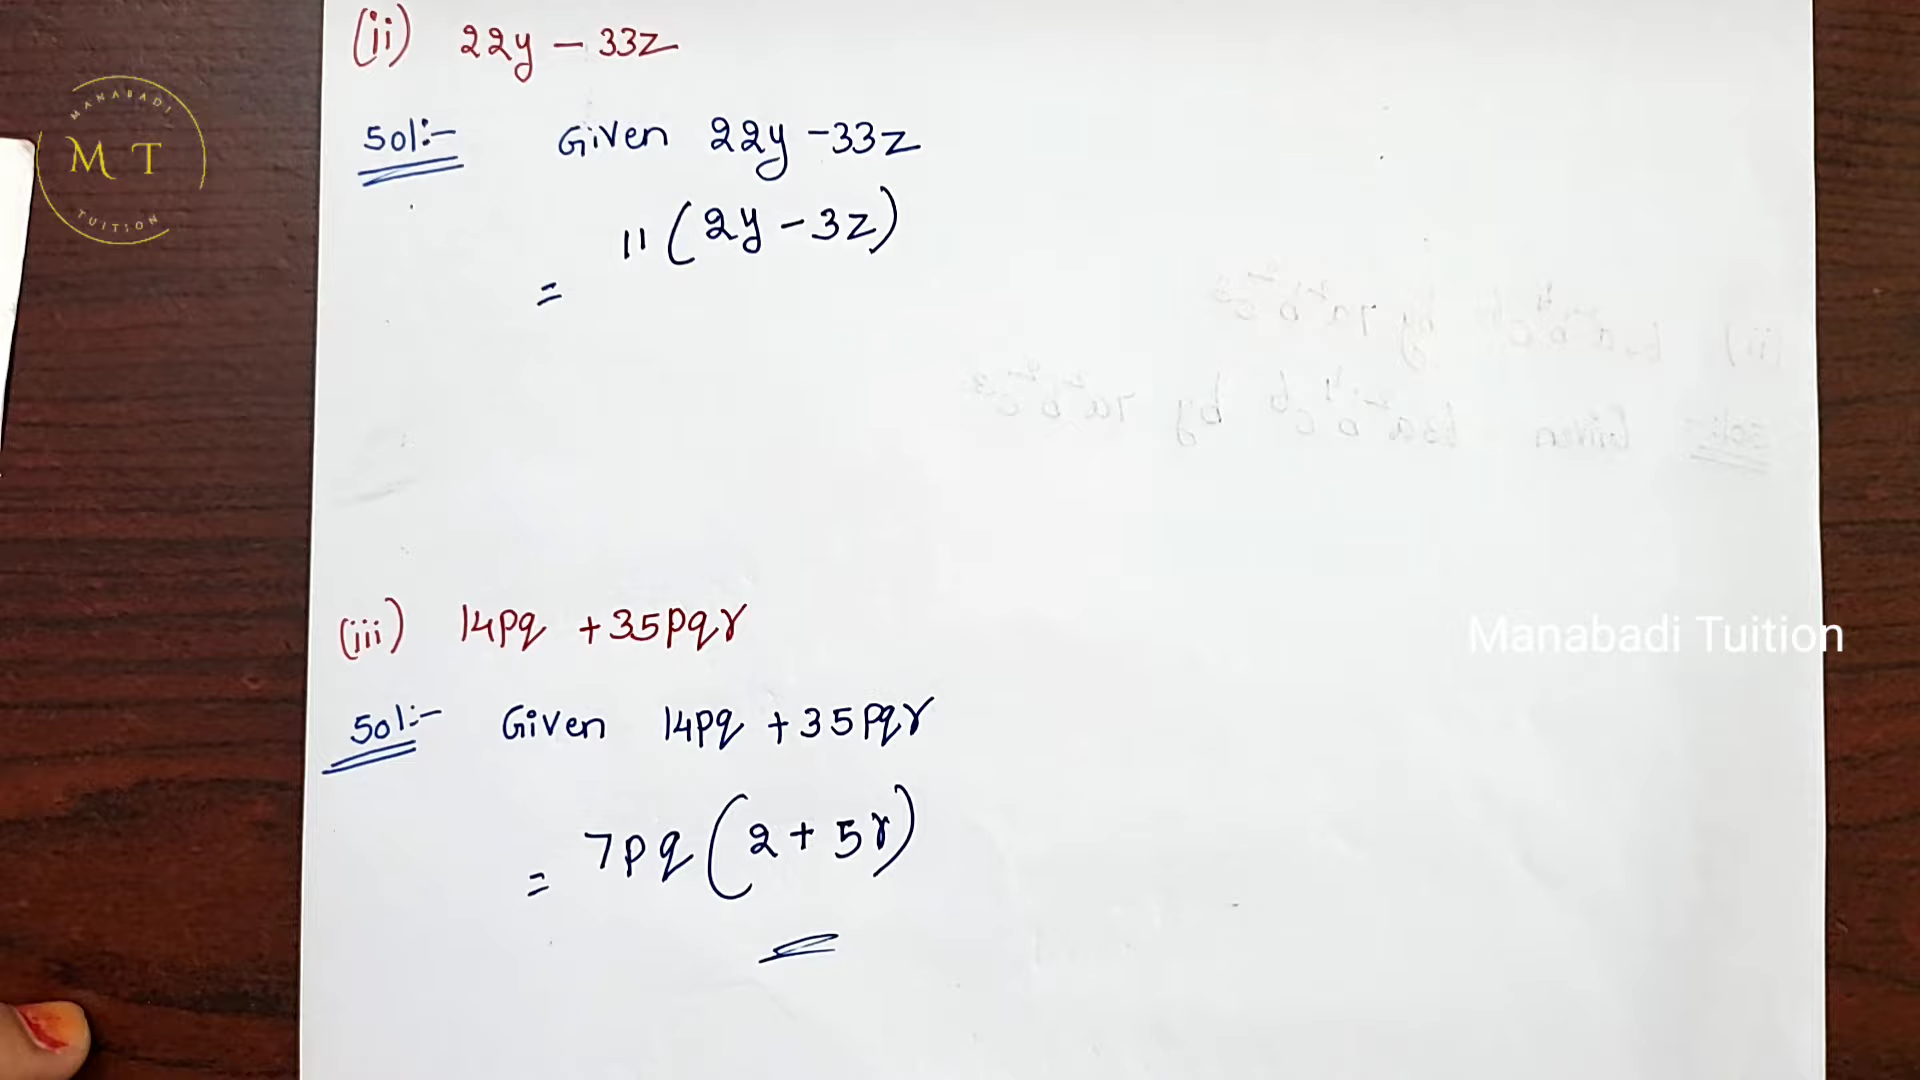 (ii) 22y - 33z
MANABADI
MT
TUITION
Sol:- Given 22y - 33z
11 (2y - 3z)
=
(iii) 14pq + 35pqr
Manabadi Tuition
Sol:- Given 14pq + 35pqr
= 7pq (2 + 5r)